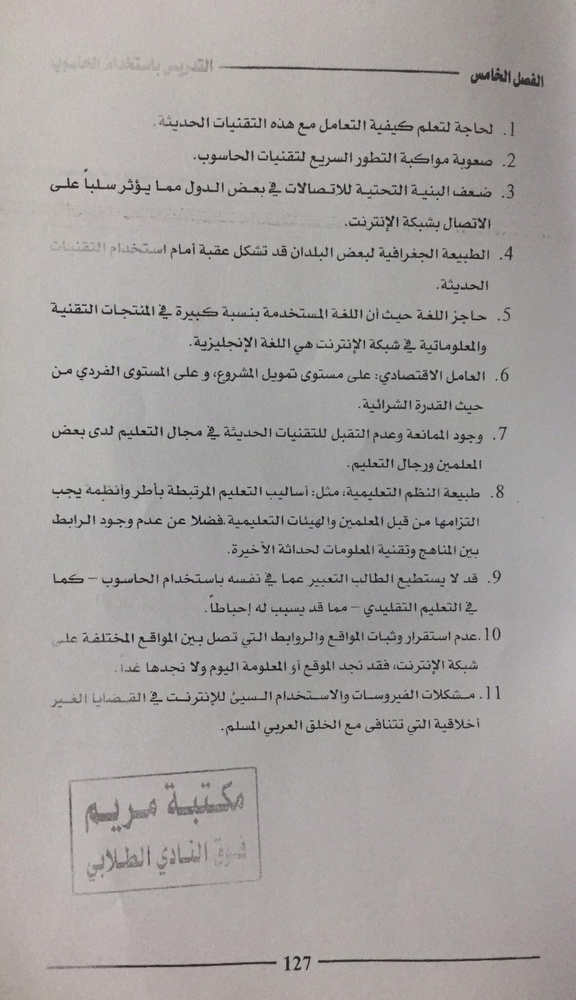 الفصل الخامس
التدريس باستخدام الحاسوب
1. لحاجة لتعلم كيفية التعامل مع هذه التقنيات الحديثة.
2. صعوبة مواكبة التطور السريع لتقنيات الحاسوب.
3. ضعف البنية التحتية للاتصالات في بعض الدول مما يؤثر سلباً على
الاتصال بشبكة الإنترنت.
4. الطبيعة الجغرافية لبعض البلدان قد تشكل عقبة أمام استخدام التقنيات
الحديثة.
5. حاجز اللغة حيث أن اللغة المستخدمة بنسبة كبيرة في المنتجات التقنية
والمعلوماتية في شبكة الإنترنت هي اللغة الإنجليزية.
6. العامل الاقتصادي: على مستوى تمويل المشروع، و على المستوى الفردي من
حيث القدرة الشرائية.
7. وجود الممانعة وعدم التقبل للتقنيات الحديثة في مجال التعليم لدى بعض
المعلمين ورجال التعليم.
8. طبيعة النظم التعليمية، مثل: أساليب التعليم المرتبطة بأطر وأنظمة يجب
التزامها من قبل المعلمين والهيئات التعليمية.فضلا عن عدم وجود الرابط
بين المناهج وتقنية المعلومات لحداثة الأخيرة.
9. قد لا يستطيع الطالب التعبير عما في نفسه باستخدام الحاسوب – كما
في التعليم التقليدي – مما قد يسبب له إحباطاً.
10.عدم استقرار وثبات المواقع والروابط التي تصل بين المواقع المختلفة على
شبكة الإنترنت، فقد نجد الموقع أو المعلومة اليوم ولا نجدها غداً.
11. مشكلات الفيروسات والاستخدام السيئ للإنترنت في القضايا الغير
أخلاقية التي تتنافى مع الخلق العربي المسلم.
مكتبة مريم
فوق النادي الطلابي
127